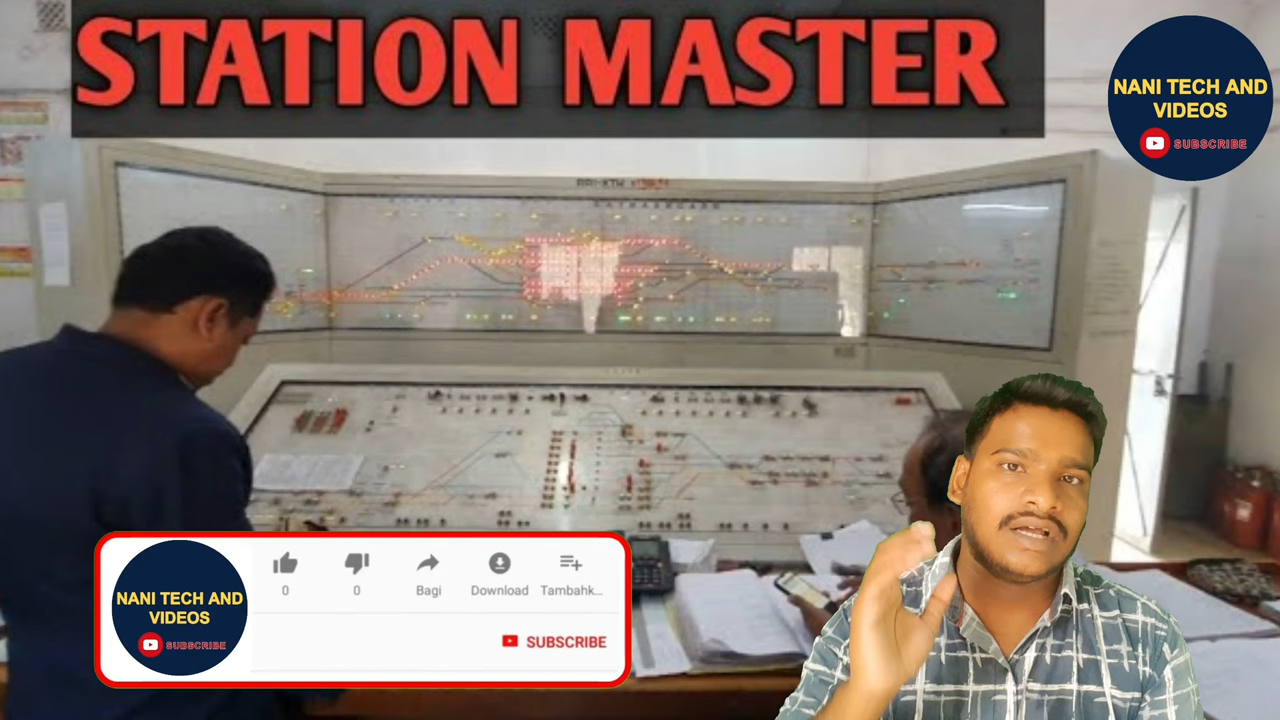 STATION MASTER
NANI TECH AND
VIDEOS
SUBSCRIBE
NANI TECH AND
VIDEOS
SUBSCRIBE
0
0
Bagi
Download
Tambahk...
SUBSCRIBE